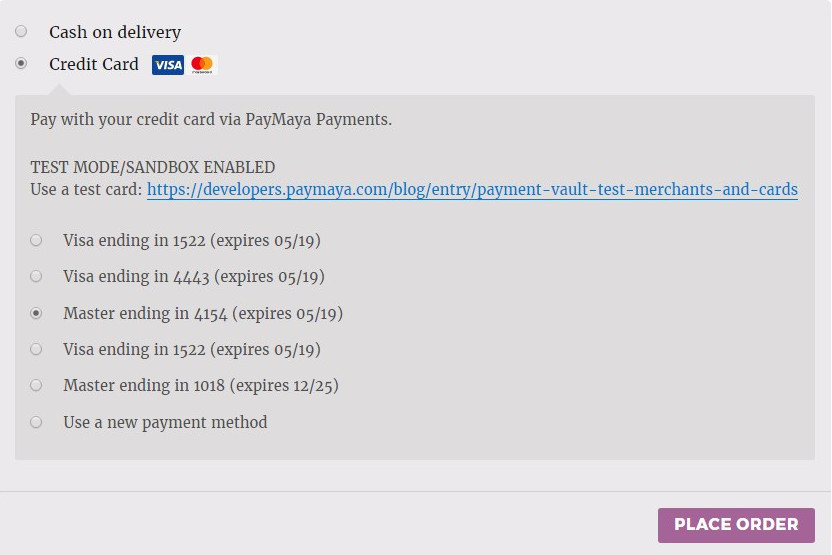 Cash on delivery
Credit Card VISA
Pay with your credit card via PayMaya Payments.
TEST MODE/SANDBOX ENABLED
Use a test card: https://developers.paymaya.com/blog/entry/payment-vault-test-merchants-and-cards
Visa ending in 1522 (expires 05/19)
Visa ending in 4443 (expires 05/19)
Master ending in 4154 (expires 05/19)
Visa ending in 1522 (expires 05/19)
Master ending in 1018 (expires 12/25)
Use a new payment method
PLACE ORDER